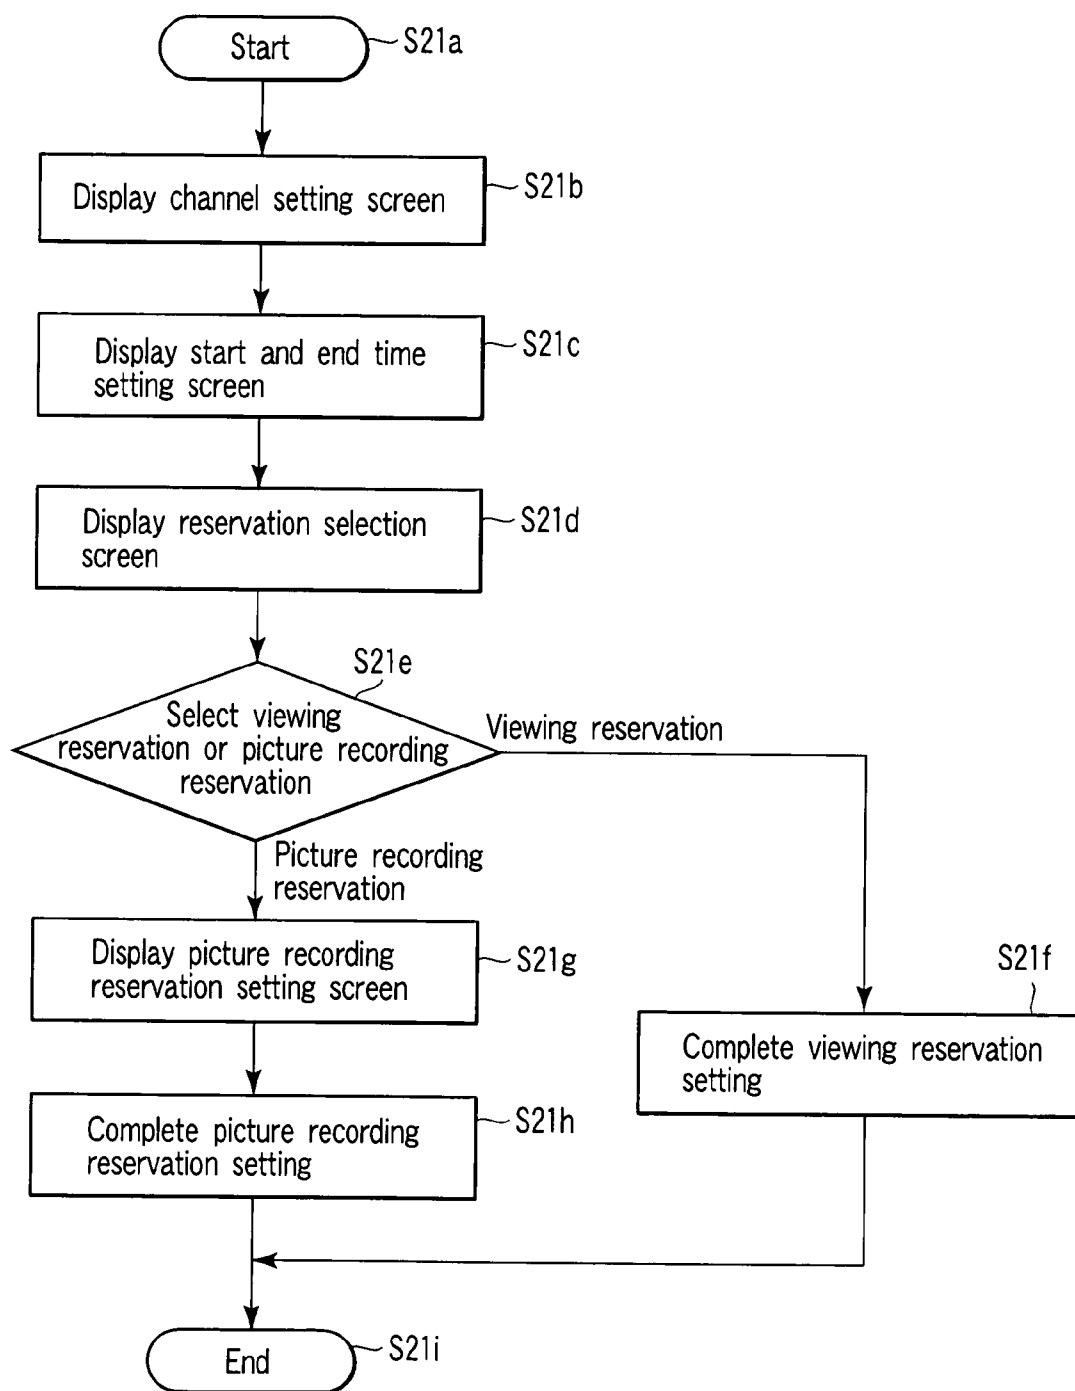 Start
S21a
Display channel setting screen
S21b
Display start and end time
setting screen
S21c
Display reservation selection
screen
S21d
S21e
Select viewing
reservation or picture recording
reservation
Viewing reservation
Picture recording
reservation
Display picture recording
reservation setting screen
S21g
S21f
Complete viewing reservation
setting
Complete picture recording
reservation setting
S21h
End
S21i